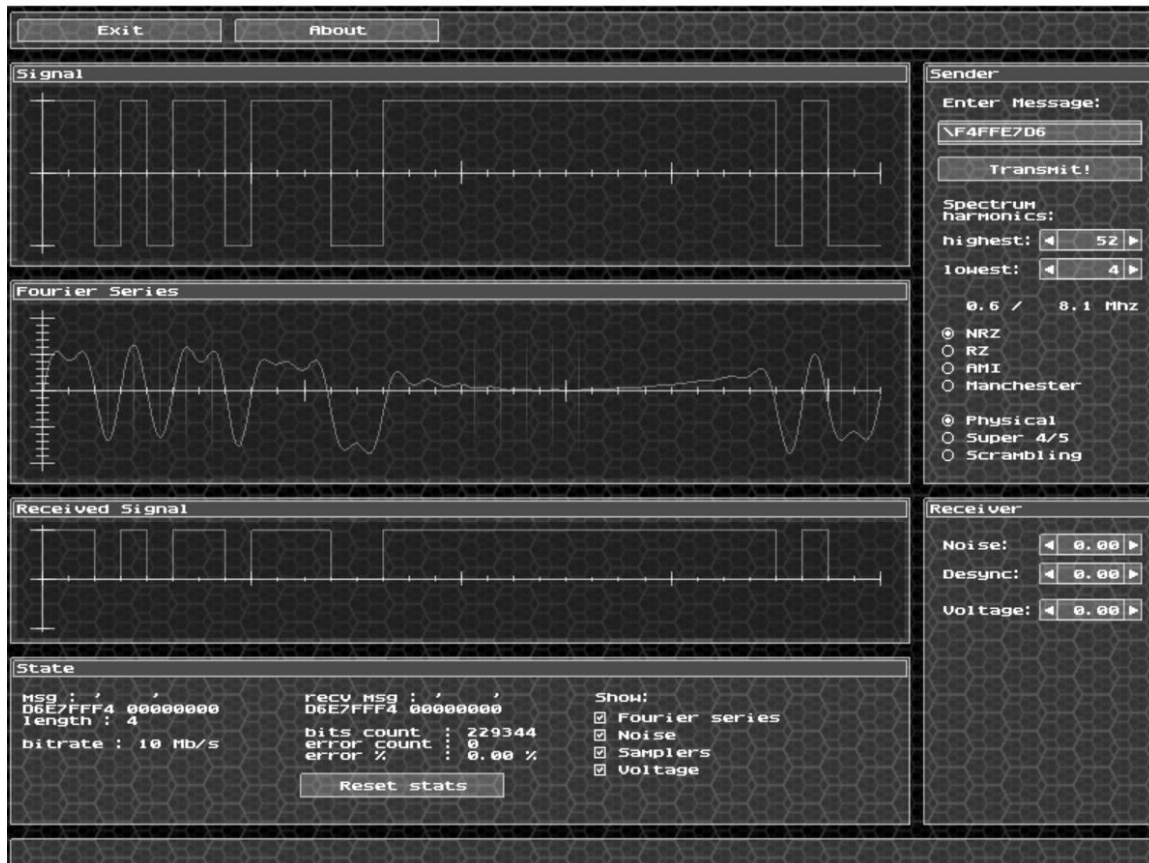 Exit About
Signal
Fourier Series
Received Signal
State
msg : ' '
D6E7FFF4 00000000
length : 4
bitrate : 10 Mb/s
recv msg : ' '
D6E7FFF4 00000000
bits count : 229344
error count : 0
error % : 0.00 %
Reset stats
Show:
Fourier series
Noise
Samplers
Voltage
Sender
Enter Message:
\F4FFE7D6
Transmit!
Spectrum
harmonics:
highest: 52
lowest: 4
0.6 / 8.1 Mhz
NRZ
RZ
AMI
Manchester
Physical
Super 4/5
Scrambling
Receiver
Noise: 0.00
Desync: 0.00
Voltage: 0.00